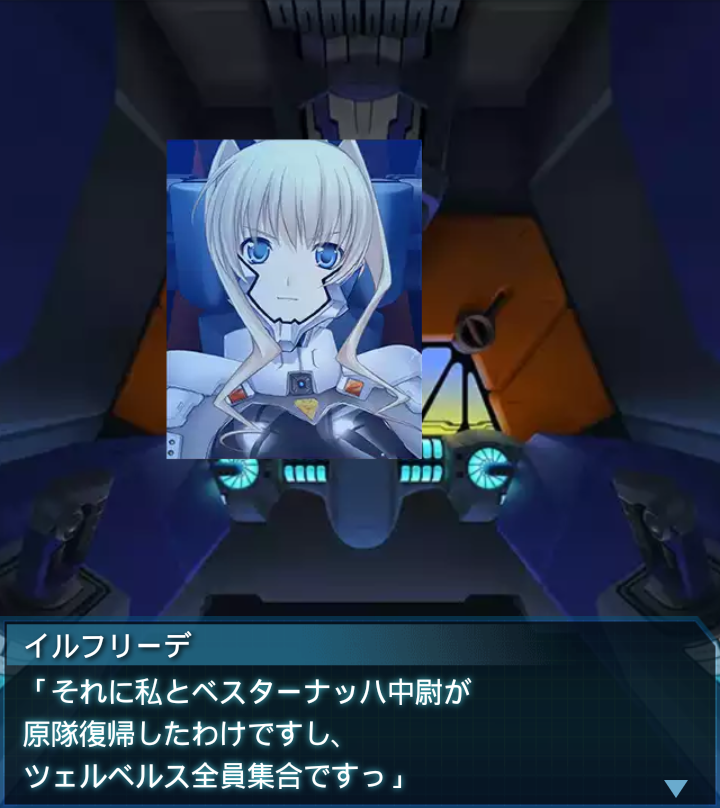 イルフリーデ
「それに私とベスターナッハ中尉が
原隊復帰したわけですし、
ツェルベルス全員集合ですっ」